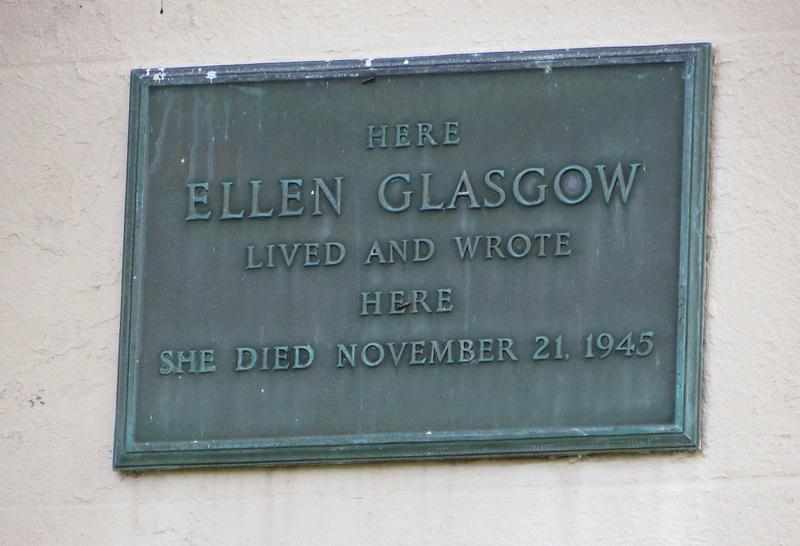 HERE
ELLEN GLASGOW
LIVED AND WROTE
HERE
SHE DIED NOVEMBER 21, 1945